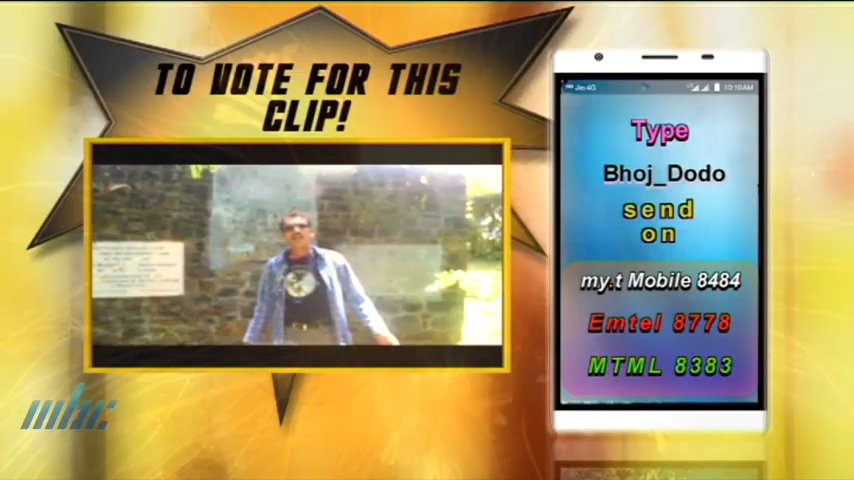 TO VOTE FOR THIS
CLIP!
Jio 4G
10:10AM
Type
Bhoj_Dodo
send
on
my.t Mobile 8484
Emtel 8778
MTML 8383
mbc